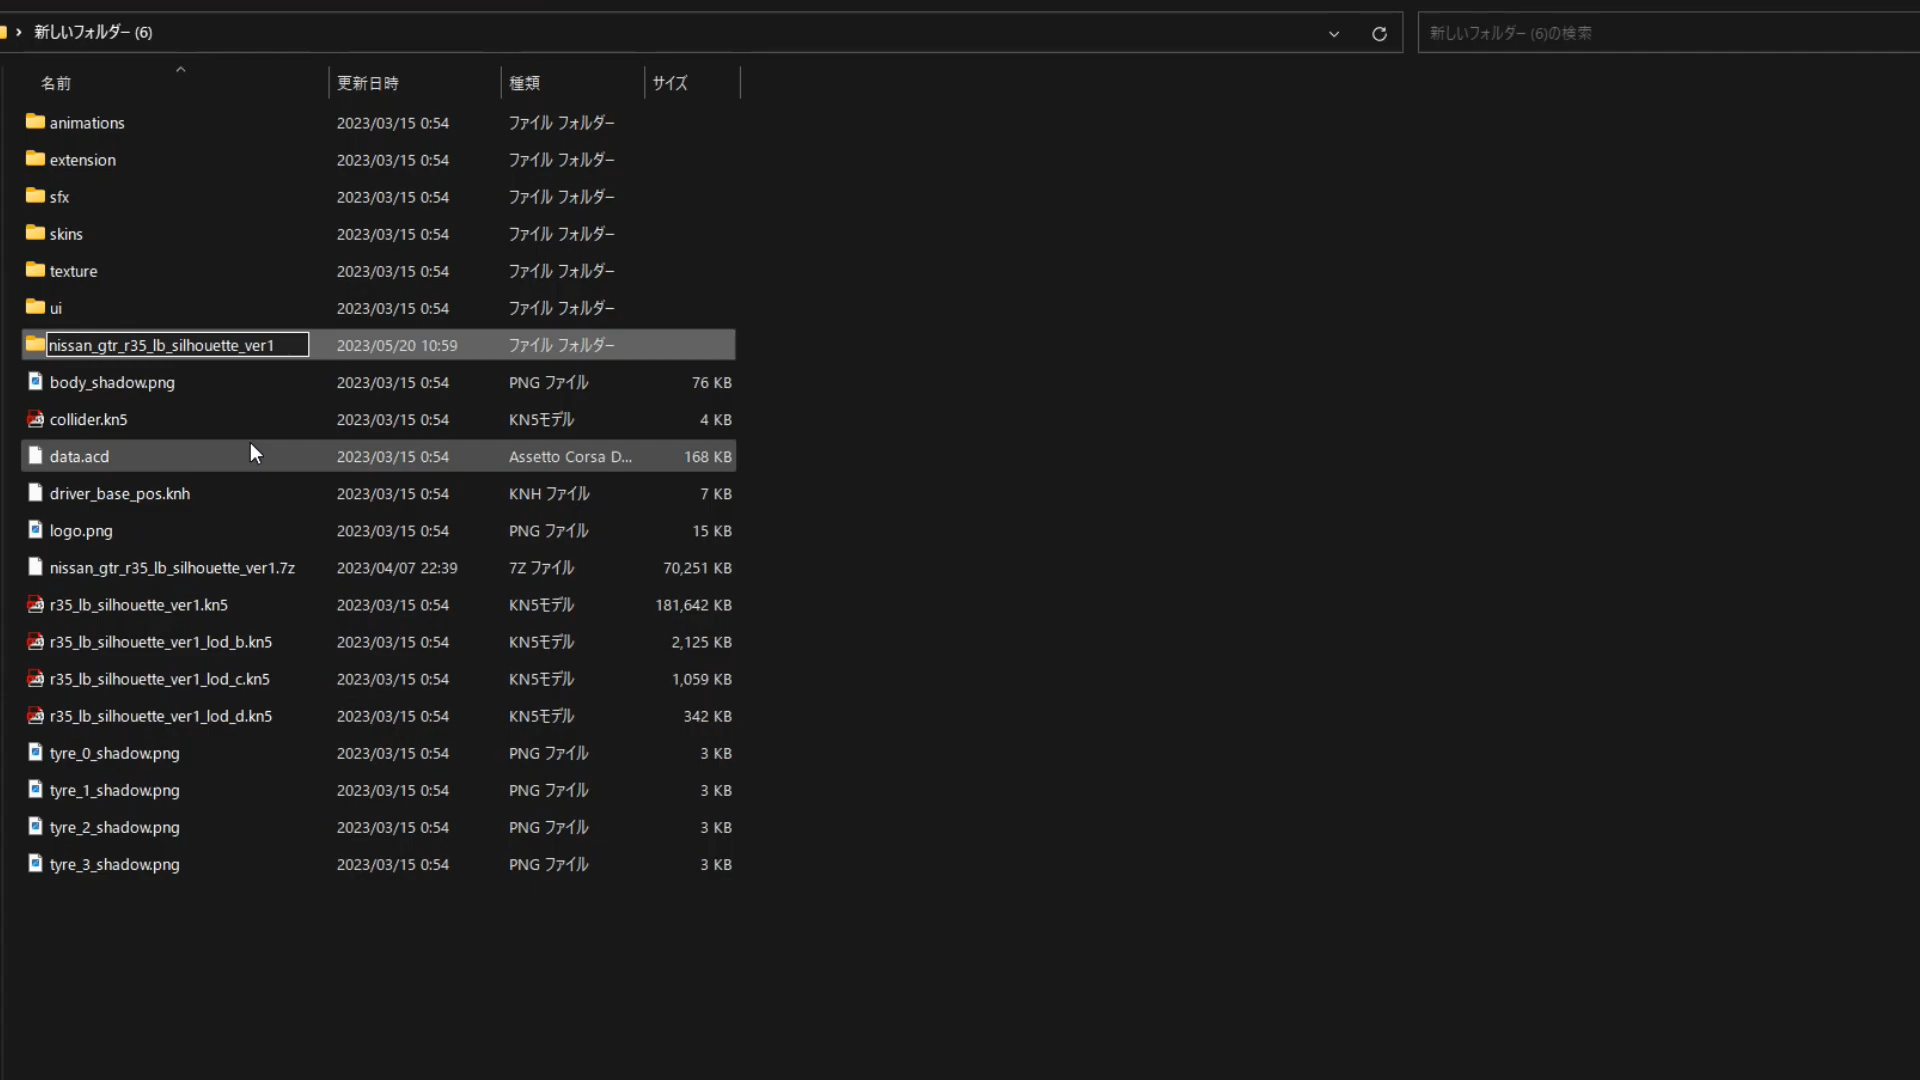 新しいフォルダー (6)
新しいフォルダー (6)の検索
名前 更新日時 種類 サイズ
animations 2023/03/15 0:54 ファイル フォルダー
extension 2023/03/15 0:54 ファイル フォルダー
sfx 2023/03/15 0:54 ファイル フォルダー
skins 2023/03/15 0:54 ファイル フォルダー
texture 2023/03/15 0:54 ファイル フォルダー
ui 2023/03/15 0:54 ファイル フォルダー
nissan_gtr_r35_lb_silhouette_ver1 2023/05/20 10:59 ファイル フォルダー
body_shadow.png 2023/03/15 0:54 PNG ファイル 76 KB
collider.kn5 2023/03/15 0:54 KN5モデル 4 KB
data.acd 2023/03/15 0:54 Assetto Corsa D... 168 KB
driver_base_pos.knh 2023/03/15 0:54 KNH ファイル 7 KB
logo.png 2023/03/15 0:54 PNG ファイル 15 KB
nissan_gtr_r35_lb_silhouette_ver1.7z 2023/04/07 22:39 7Z ファイル 70,251 KB
r35_lb_silhouette_ver1.kn5 2023/03/15 0:54 KN5モデル 181,642 KB
r35_lb_silhouette_ver1_lod_b.kn5 2023/03/15 0:54 KN5モデル 2,125 KB
r35_lb_silhouette_ver1_lod_c.kn5 2023/03/15 0:54 KN5モデル 1,059 KB
r35_lb_silhouette_ver1_lod_d.kn5 2023/03/15 0:54 KN5モデル 342 KB
tyre_0_shadow.png 2023/03/15 0:54 PNG ファイル 3 KB
tyre_1_shadow.png 2023/03/15 0:54 PNG ファイル 3 KB
tyre_2_shadow.png 2023/03/15 0:54 PNG ファイル 3 KB
tyre_3_shadow.png 2023/03/15 0:54 PNG ファイル 3 KB